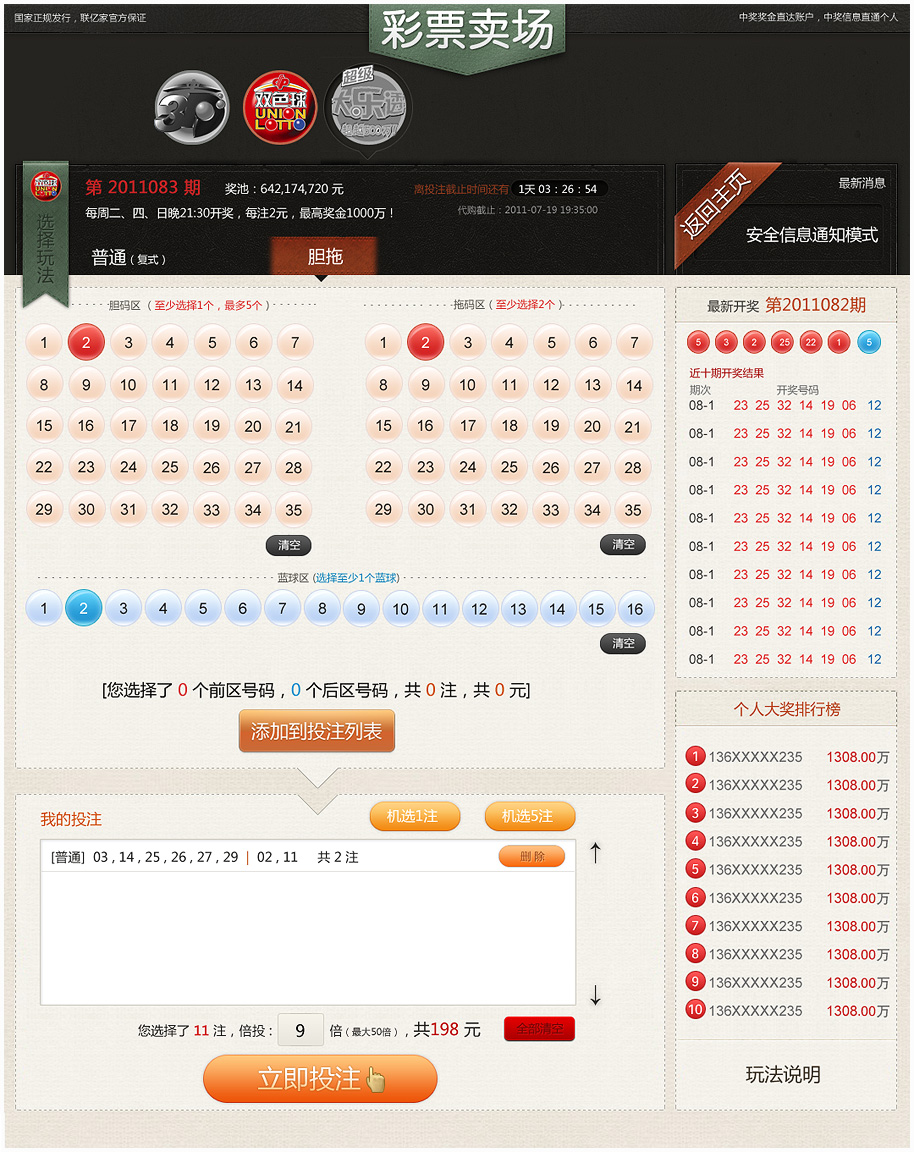 国家正规发行，联亿家官方保证
彩票卖场
中奖奖金直达账户，中奖信息直通个人
3D
双色球
UNION
LOTTO
超级
大乐透
选择玩法
第 2011083 期 奖池：642,174,720 元 离投注截止时间还有 1天 03 : 26 : 54
每周二、四、日晚21:30开奖，每注2元，最高奖金1000万！ 代购截止：2011-07-19 19:35:00
普通（复式） 胆拖
返回主页
最新消息
安全信息通知模式
胆码区（至少选择1个，最多5个）
1 2 3 4 5 6 7
8 9 10 11 12 13 14
15 16 17 18 19 20 21
22 23 24 25 26 27 28
29 30 31 32 33 34 35
清空
拖码区（至少选择2个）
1 2 3 4 5 6 7
8 9 10 11 12 13 14
15 16 17 18 19 20 21
22 23 24 25 26 27 28
29 30 31 32 33 34 35
清空
蓝球区 (选择至少1个蓝球)
1 2 3 4 5 6 7 8 9 10 11 12 13 14 15 16
清空
[您选择了 0 个前区号码，0 个后区号码，共 0 注，共 0 元]
添加到投注列表
我的投注 机选1注 机选5注
[普通] 03 , 14 , 25 , 26 , 27 , 29 | 02 , 11 共 2 注 删 除
您选择了 11 注，倍投： 9 倍（最大50倍），共198 元 全部清空
立即投注
最新开奖 第2011082期
5 3 2 25 22 1 5
近十期开奖结果
期次 开奖号码
08-1 23 25 32 14 19 06 12
08-1 23 25 32 14 19 06 12
08-1 23 25 32 14 19 06 12
08-1 23 25 32 14 19 06 12
08-1 23 25 32 14 19 06 12
08-1 23 25 32 14 19 06 12
08-1 23 25 32 14 19 06 12
08-1 23 25 32 14 19 06 12
08-1 23 25 32 14 19 06 12
08-1 23 25 32 14 19 06 12
个人大奖排行榜
1 136XXXXX235 1308.00万
2 136XXXXX235 1308.00万
3 136XXXXX235 1308.00万
4 136XXXXX235 1308.00万
5 136XXXXX235 1308.00万
6 136XXXXX235 1308.00万
7 136XXXXX235 1308.00万
8 136XXXXX235 1308.00万
9 136XXXXX235 1308.00万
10 136XXXXX235 1308.00万
玩法说明